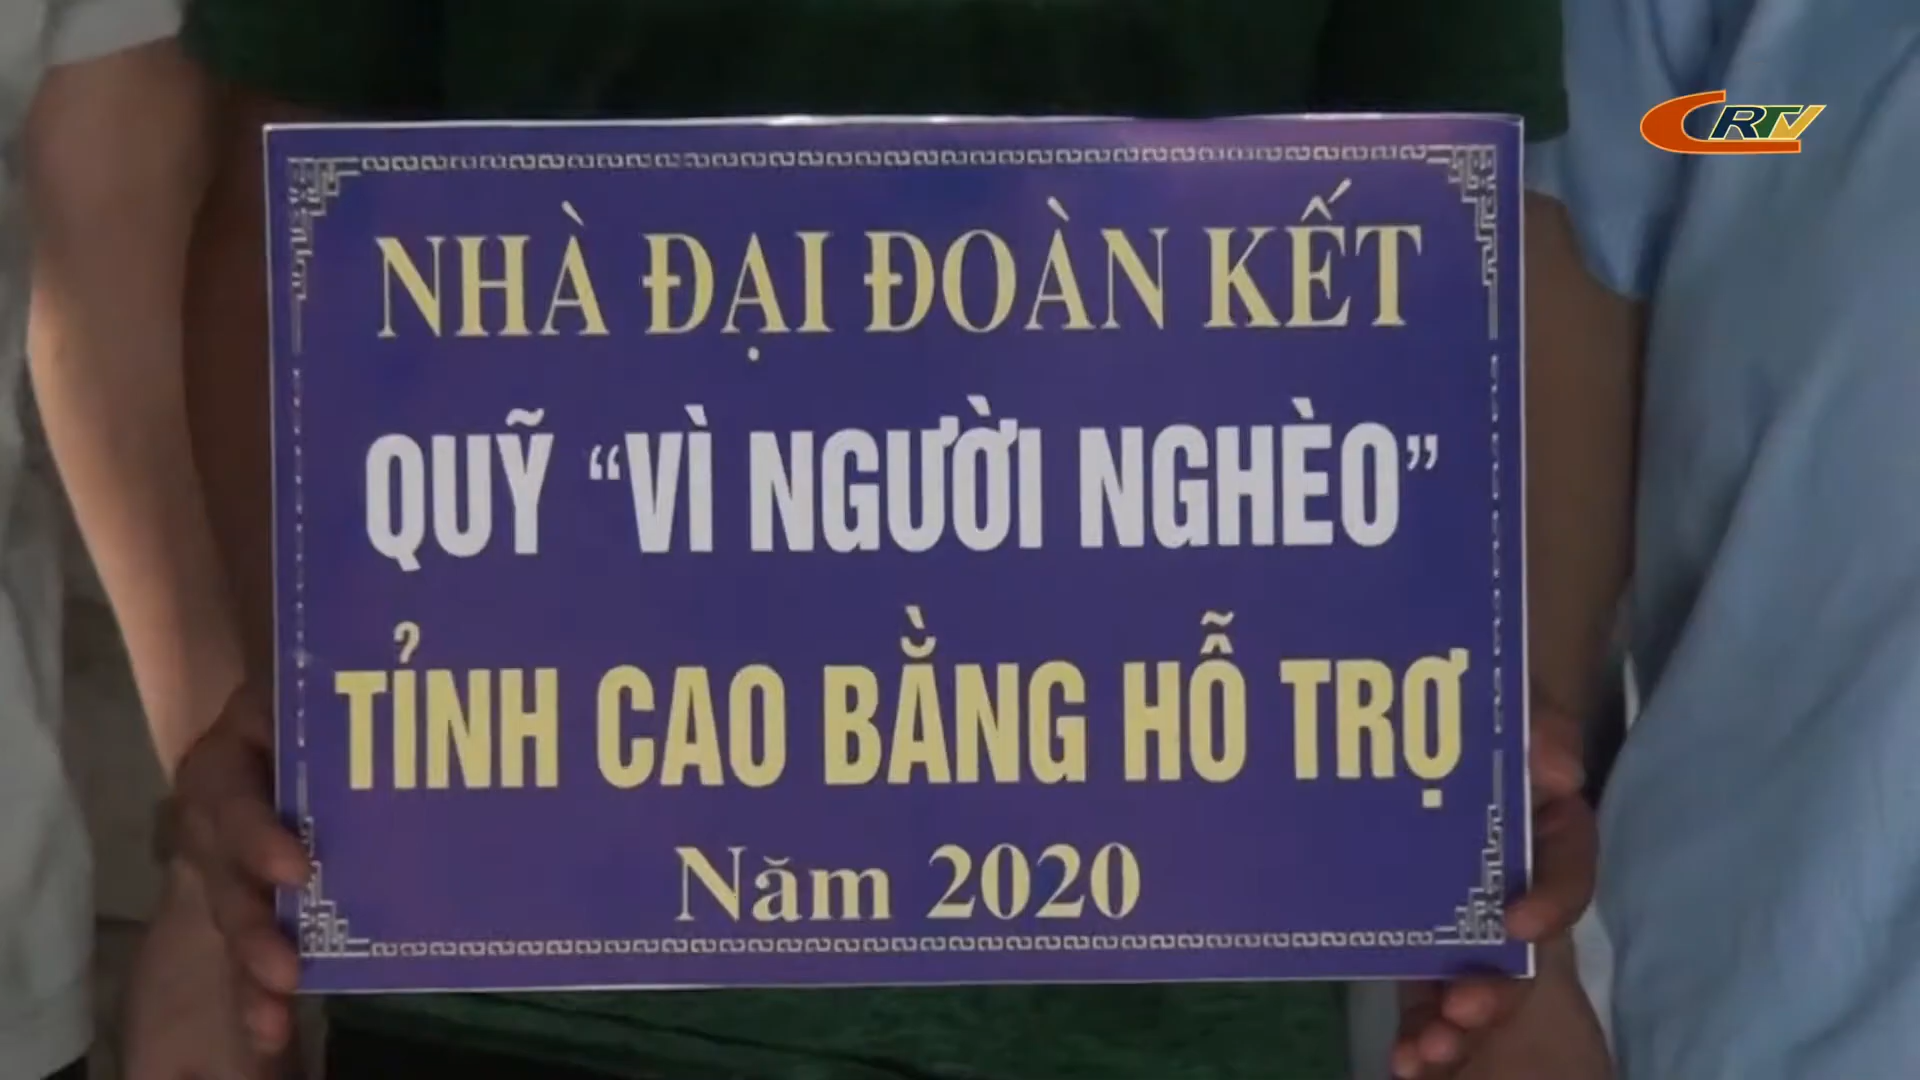 CRTV
NHÀ ĐẠI ĐOÀN KẾT
QUỸ “VÌ NGƯỜI NGHÈO”
TỈNH CAO BẰNG HỖ TRỢ
Năm 2020